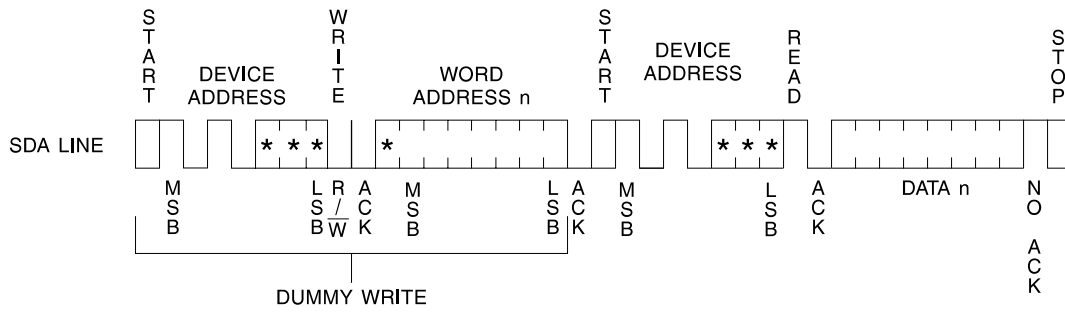 START
WRITE
START
READ
STOP
DEVICE
ADDRESS
WORD
ADDRESS n
DEVICE
ADDRESS
SDA LINE
* * *
*
* * *
MSB
LSB
R/W
ACK
MSB
LSB
ACK
MSB
LSB
ACK
DATA n
NO ACK
DUMMY WRITE